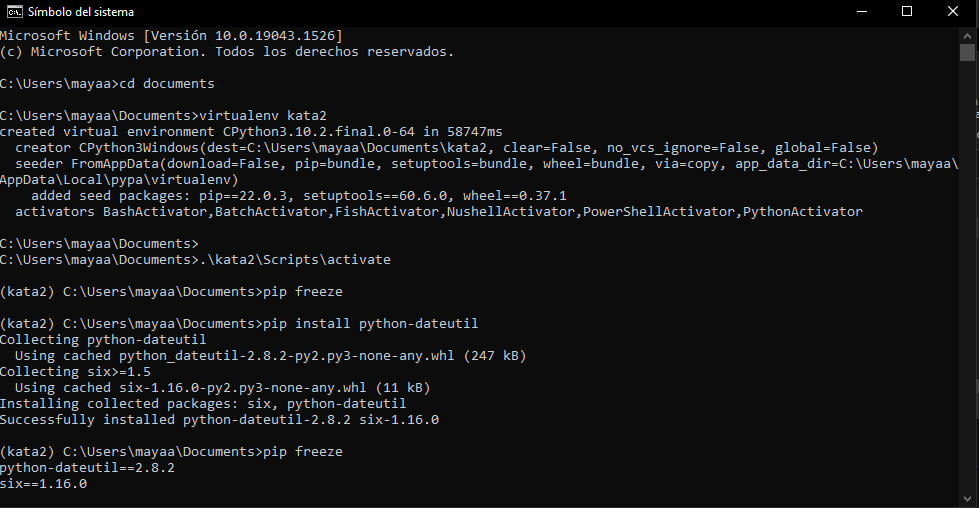 Símbolo del sistema
Microsoft Windows [Versión 10.0.19043.1526]
(c) Microsoft Corporation. Todos los derechos reservados.
C:\Users\mayaa>cd documents
C:\Users\mayaa\Documents>virtualenv kata2
created virtual environment CPython3.10.2.final.0-64 in 58747ms
  creator CPython3Windows(dest=C:\Users\mayaa\Documents\kata2, clear=False, no_vcs_ignore=False, global=False)
  seeder FromAppData(download=False, pip=bundle, setuptools=bundle, wheel=bundle, via=copy, app_data_dir=C:\Users\mayaa\
AppData\Local\pypa\virtualenv)
    added seed packages: pip==22.0.3, setuptools==60.6.0, wheel==0.37.1
  activators BashActivator,BatchActivator,FishActivator,NushellActivator,PowerShellActivator,PythonActivator
C:\Users\mayaa\Documents>
C:\Users\mayaa\Documents>.\kata2\Scripts\activate
(kata2) C:\Users\mayaa\Documents>pip freeze
(kata2) C:\Users\mayaa\Documents>pip install python-dateutil
Collecting python-dateutil
  Using cached python_dateutil-2.8.2-py2.py3-none-any.whl (247 kB)
Collecting six>=1.5
  Using cached six-1.16.0-py2.py3-none-any.whl (11 kB)
Installing collected packages: six, python-dateutil
Successfully installed python-dateutil-2.8.2 six-1.16.0
(kata2) C:\Users\mayaa\Documents>pip freeze
python-dateutil==2.8.2
six==1.16.0